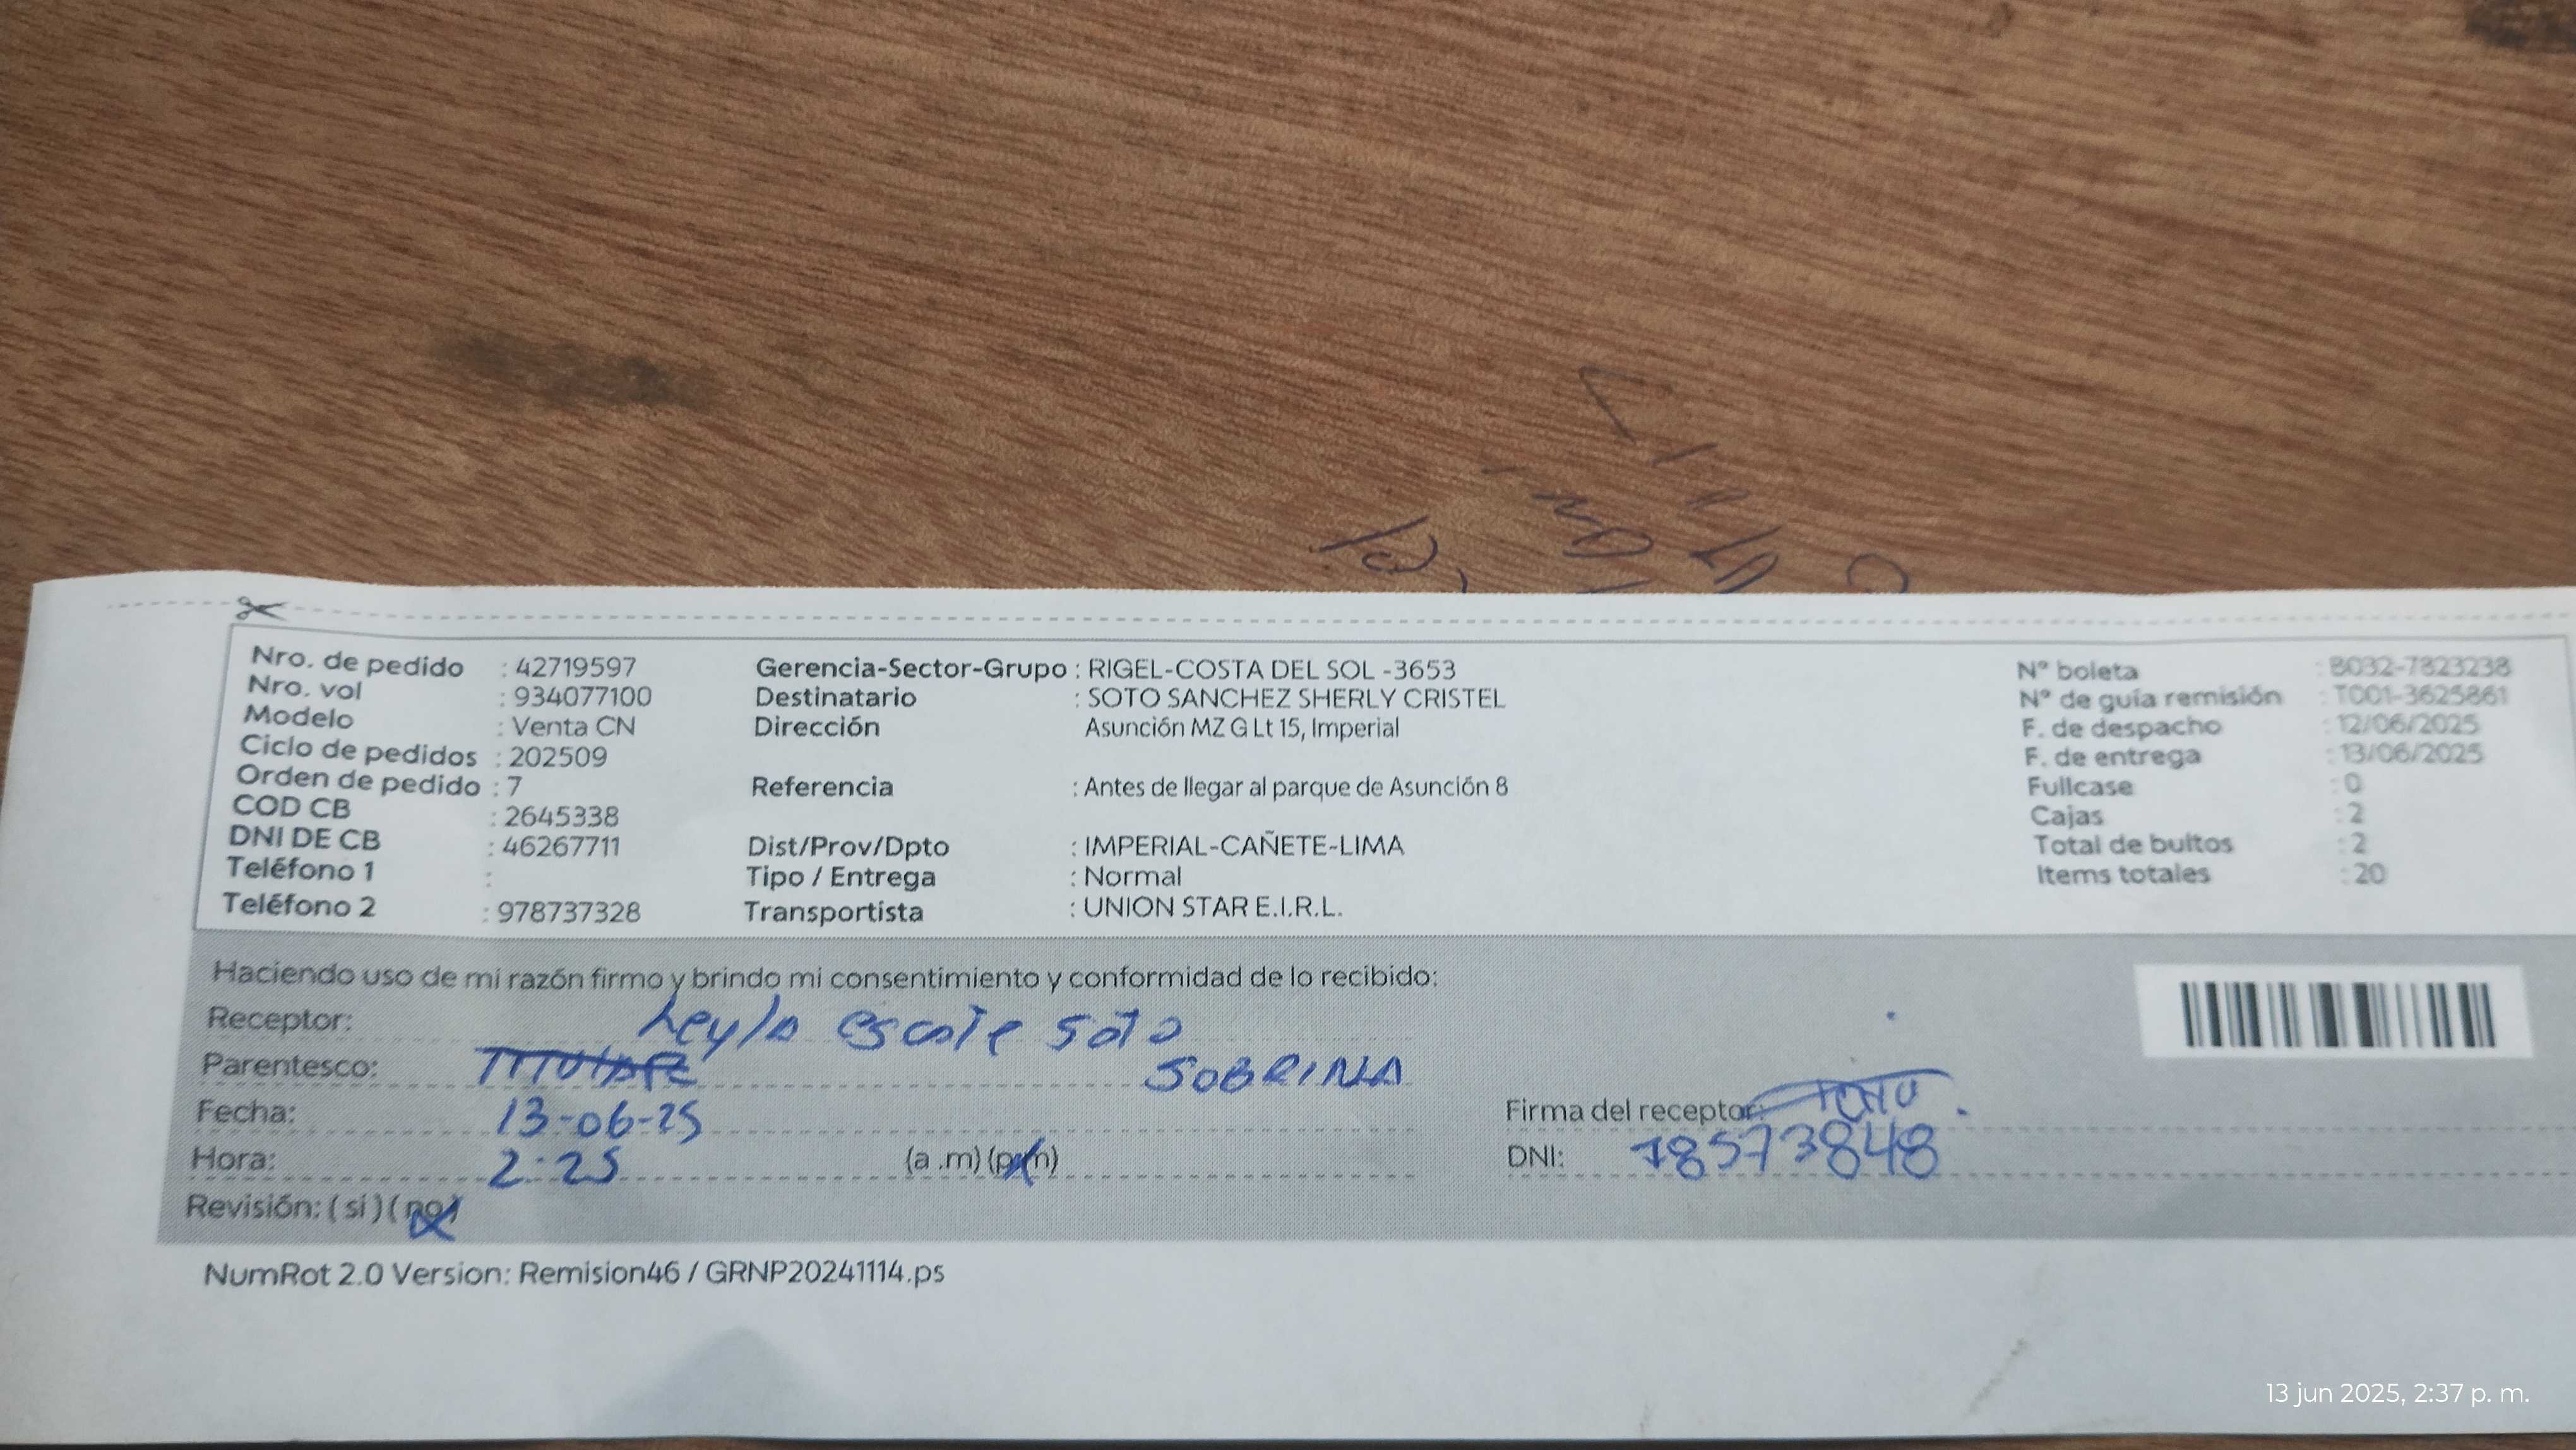 Nro. de pedido : 42719597
Nro. vol : 934077100
Modelo : Venta CN
Ciclo de pedidos : 202509
Orden de pedido : 7
COD CB : 2645338
DNI DE CB : 46267711
Teléfono 1 :
Teléfono 2 : 978737328
Gerencia-Sector-Grupo : RIGEL-COSTA DEL SOL -3653
Destinatario : SOTO SANCHEZ SHERLY CRISTEL
Dirección Asunción MZ G Lt 15, Imperial
Referencia : Antes de llegar al parque de Asunción 8
Dist/Prov/Dpto : IMPERIAL-CAÑETE-LIMA
Tipo / Entrega : Normal
Transportista : UNION STAR E.I.R.L.
Nº boleta : B032-7823238
Nº de guía remisión : T001-3625861
F. de despacho : 12/06/2025
F. de entrega : 13/06/2025
Fullcase : 0
Cajas : 2
Total de bultos : 2
Items totales : 20
Haciendo uso de mi razón firmo y brindo mi consentimiento y conformidad de lo recibido:
Receptor: Leyla escate soto
Parentesco: TITULAR SOBRINA
Fecha: 13-06-25
Hora: 2:25 (a .m) (p.m)
Revisión: ( si ) ( no )
Firma del receptor:
DNI: 78573848
NumRot 2.0 Version: Remision46 / GRNP20241114.ps
13 jun 2025, 2:37 p. m.